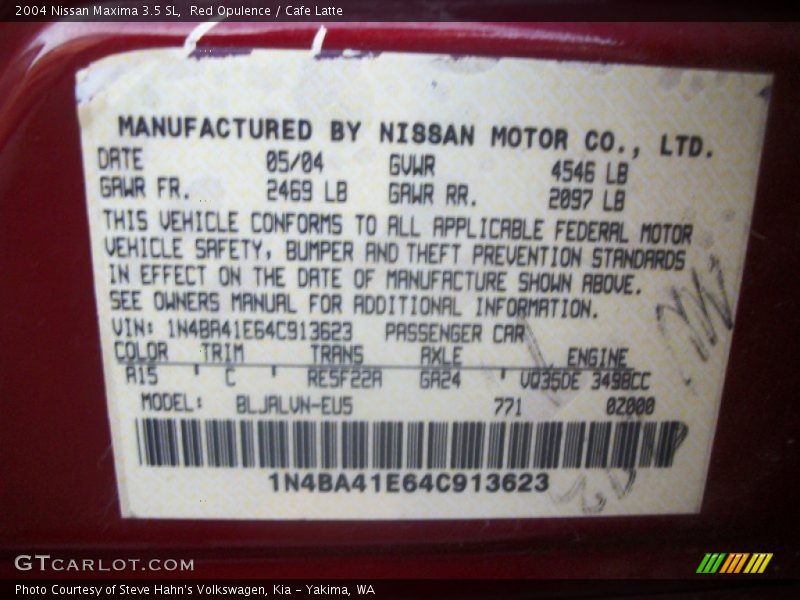 2004 Nissan Maxima 3.5 SL, Red Opulence / Cafe Latte
MANUFACTURED BY NISSAN MOTOR CO., LTD.
DATE 05/04 GVWR 4546 LB
GAWR FR. 2469 LB GAWR RR. 2097 LB
THIS VEHICLE CONFORMS TO ALL APPLICABLE FEDERAL MOTOR
VEHICLE SAFETY, BUMPER AND THEFT PREVENTION STANDARDS
IN EFFECT ON THE DATE OF MANUFACTURE SHOWN ABOVE.
SEE OWNERS MANUAL FOR ADDITIONAL INFORMATION.
VIN: 1N4BA41E64C913623 PASSENGER CAR
COLOR TRIM TRANS AXLE ENGINE
A15 C RE5F22A GA24 VQ35DE 3498CC
MODEL: BLJALVN-EU5 771 0Z000
1N4BA41E64C913623
GTCARLOT.COM
Photo Courtesy of Steve Hahn's Volkswagen, Kia – Yakima, WA